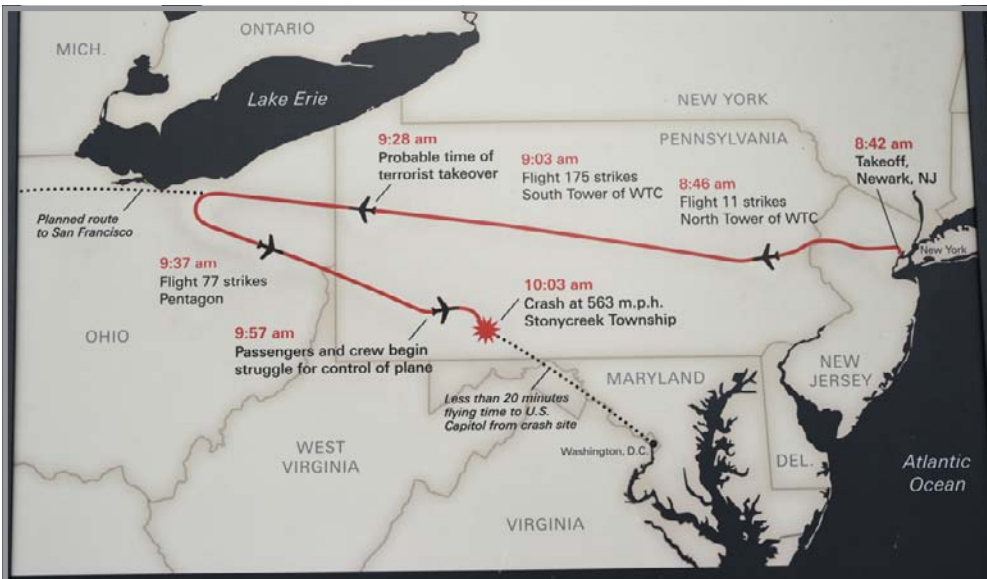 MICH.
ONTARIO
Lake Erie
NEW YORK
PENNSYLVANIA
8:42 am
Takeoff,
Newark, NJ
9:28 am
Probable time of
terrorist takeover
9:03 am
Flight 175 strikes
South Tower of WTC
8:46 am
Flight 11 strikes
North Tower of WTC
Planned route
to San Francisco
New York
9:37 am
Flight 77 strikes
Pentagon
10:03 am
Crash at 563 m.p.h.
Stonycreek Township
OHIO
9:57 am
Passengers and crew begin
struggle for control of plane
NEW
JERSEY
MARYLAND
Less than 20 minutes
flying time to U.S.
Capitol from crash site
WEST
VIRGINIA
Washington, D.C.
DEL.
Atlantic
Ocean
VIRGINIA